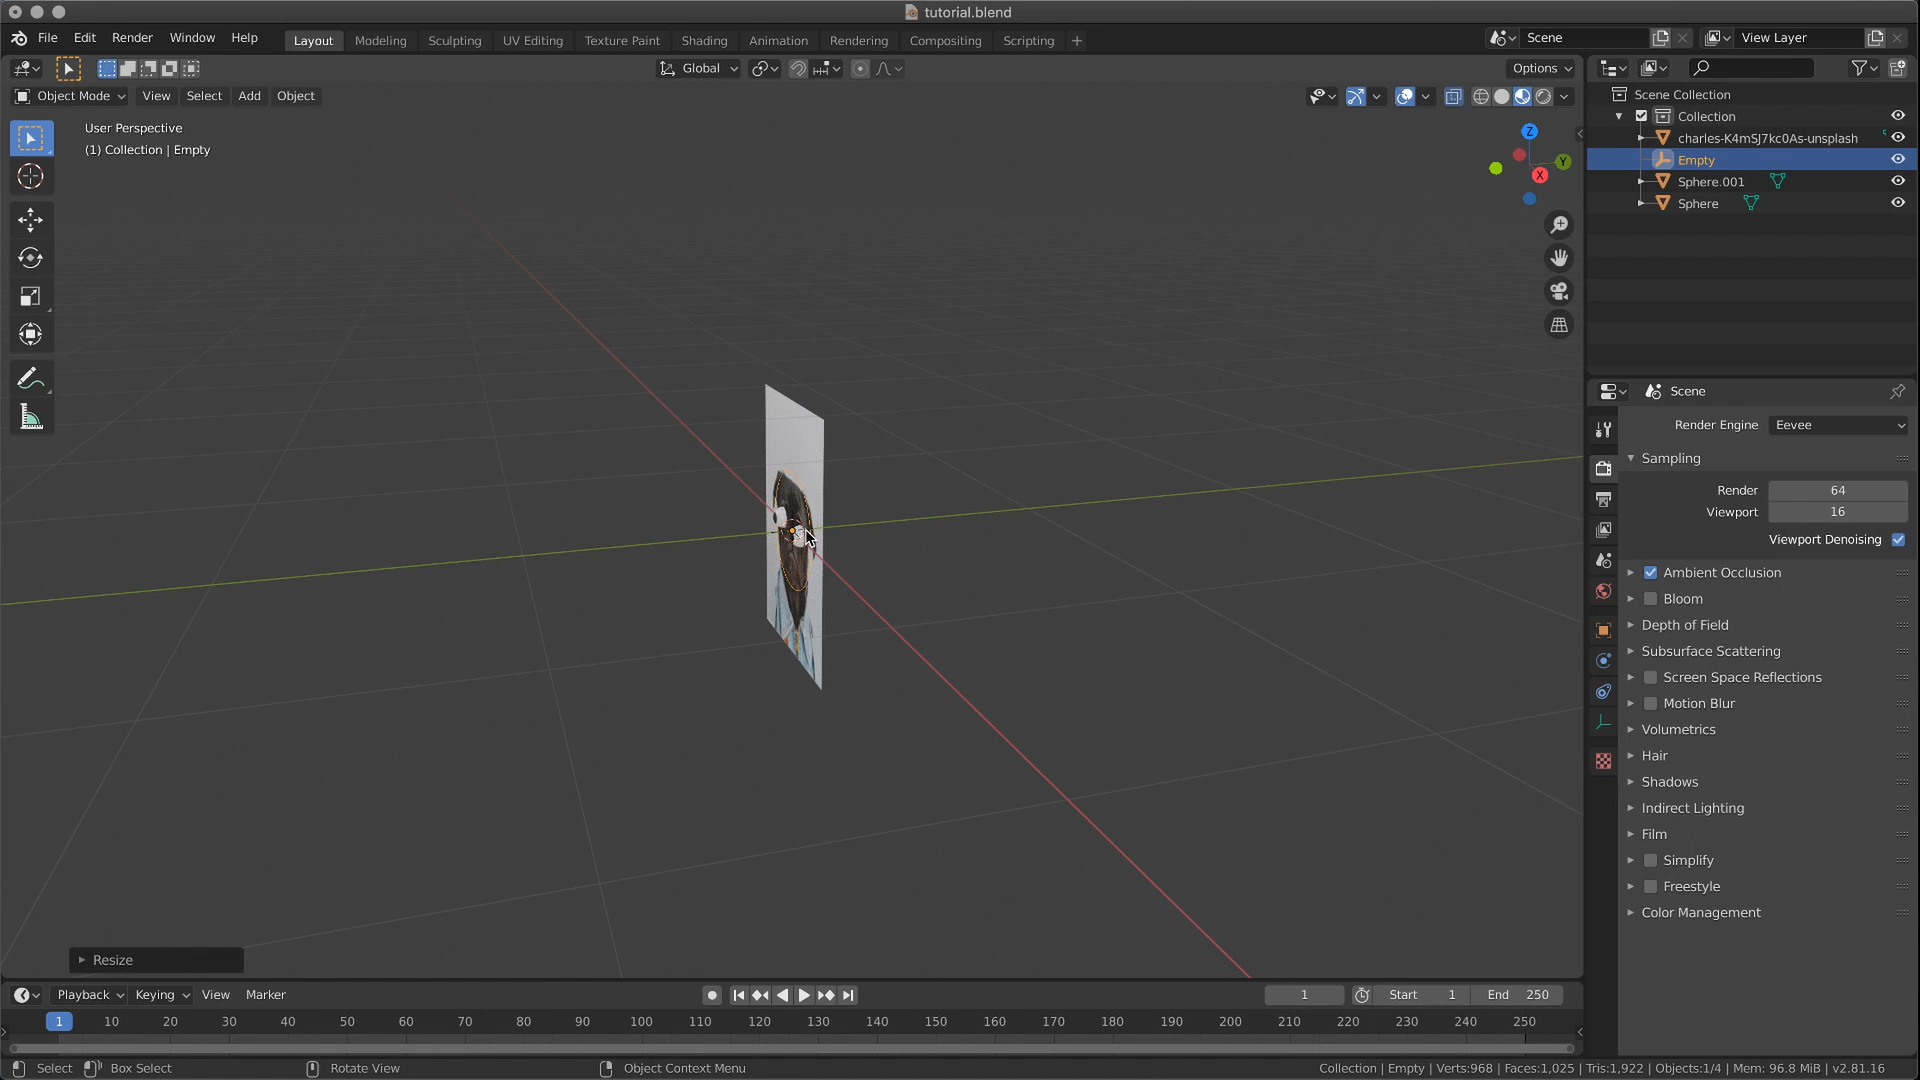 tutorial.blend
File Edit Render Window Help
Layout Modeling Sculpting UV Editing Texture Paint Shading Animation Rendering Compositing Scripting +
Scene View Layer
Global Options
Object Mode View Select Add Object
User Perspective
(1) Collection | Empty
Z
Y
X
Scene Collection
Collection
charles-K4mSJ7kc0As-unsplash
Empty
Sphere.001
Sphere
Scene
Render Engine Eevee
Sampling
Render 64
Viewport 16
Viewport Denoising
Ambient Occlusion
Bloom
Depth of Field
Subsurface Scattering
Screen Space Reflections
Motion Blur
Volumetrics
Hair
Shadows
Indirect Lighting
Film
Simplify
Freestyle
Color Management
Resize
Playback Keying View Marker 1 Start 1 End 250
1 10 20 30 40 50 60 70 80 90 100 110 120 130 140 150 160 170 180 190 200 210 220 230 240 250
Select Box Select Rotate View Object Context Menu Collection | Empty | Verts:968 | Faces:1,025 | Tris:1,922 | Objects:1/4 | Mem: 96.8 MiB | v2.81.16